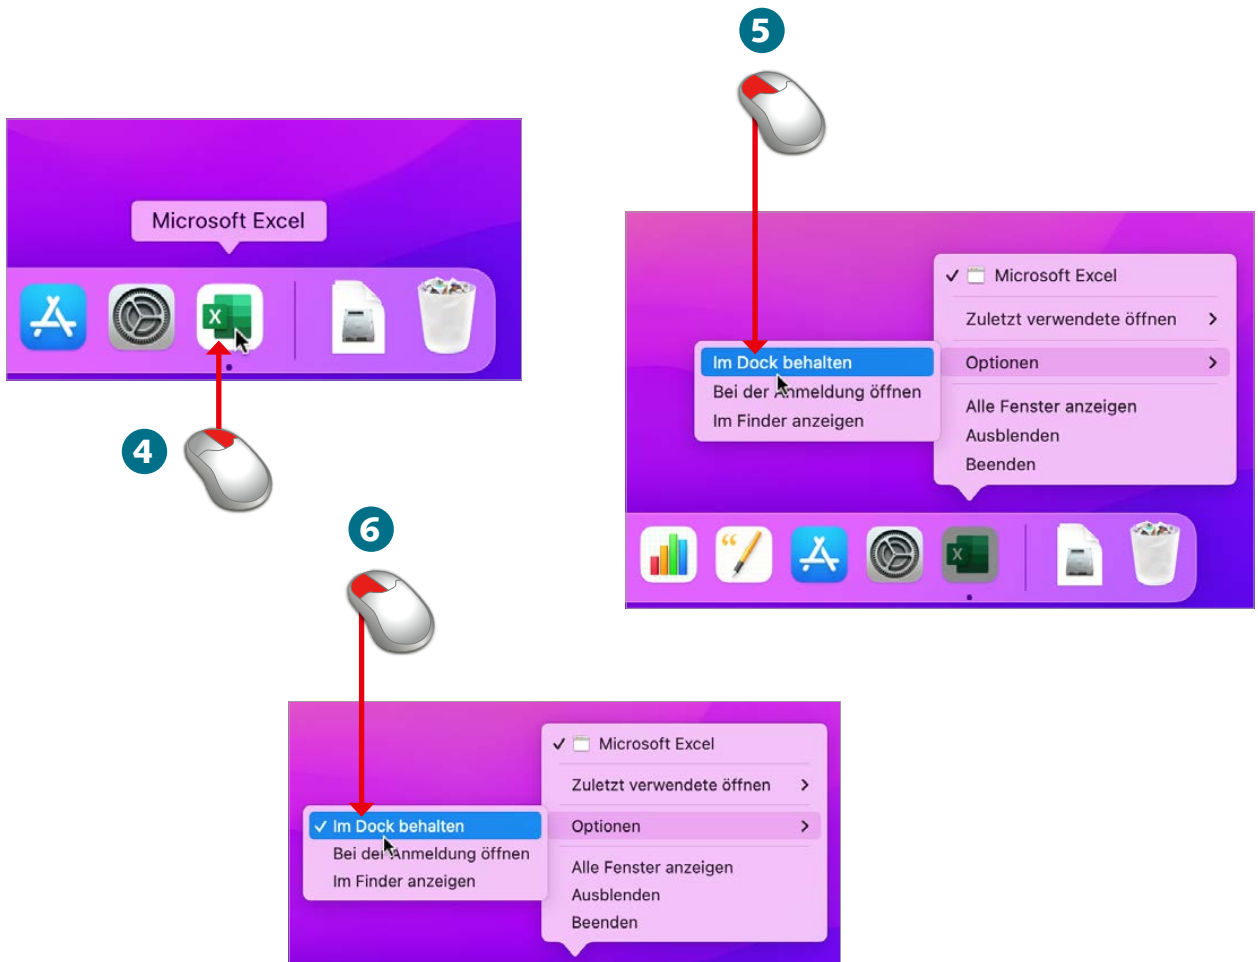 5
Microsoft Excel
X
4
✓ Microsoft Excel
Zuletzt verwendete öffnen
Im Dock behalten
Optionen
Bei der Anmeldung öffnen
Im Finder anzeigen
Alle Fenster anzeigen
Ausblenden
Beenden
X
6
✓ Microsoft Excel
Zuletzt verwendete öffnen
✓ Im Dock behalten
Optionen
Bei der Anmeldung öffnen
Im Finder anzeigen
Alle Fenster anzeigen
Ausblenden
Beenden